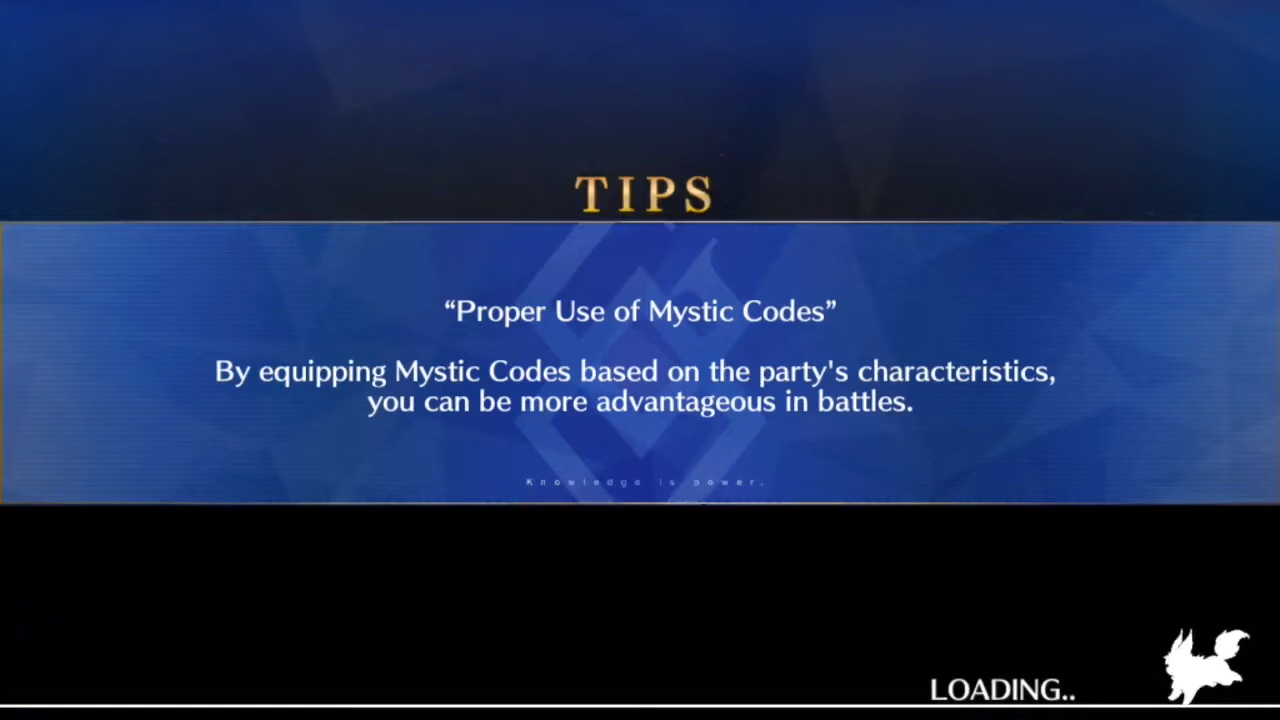 TIPS
“Proper Use of Mystic Codes”
By equipping Mystic Codes based on the party's characteristics,
you can be more advantageous in battles.
Knowledge is power.
LOADING..